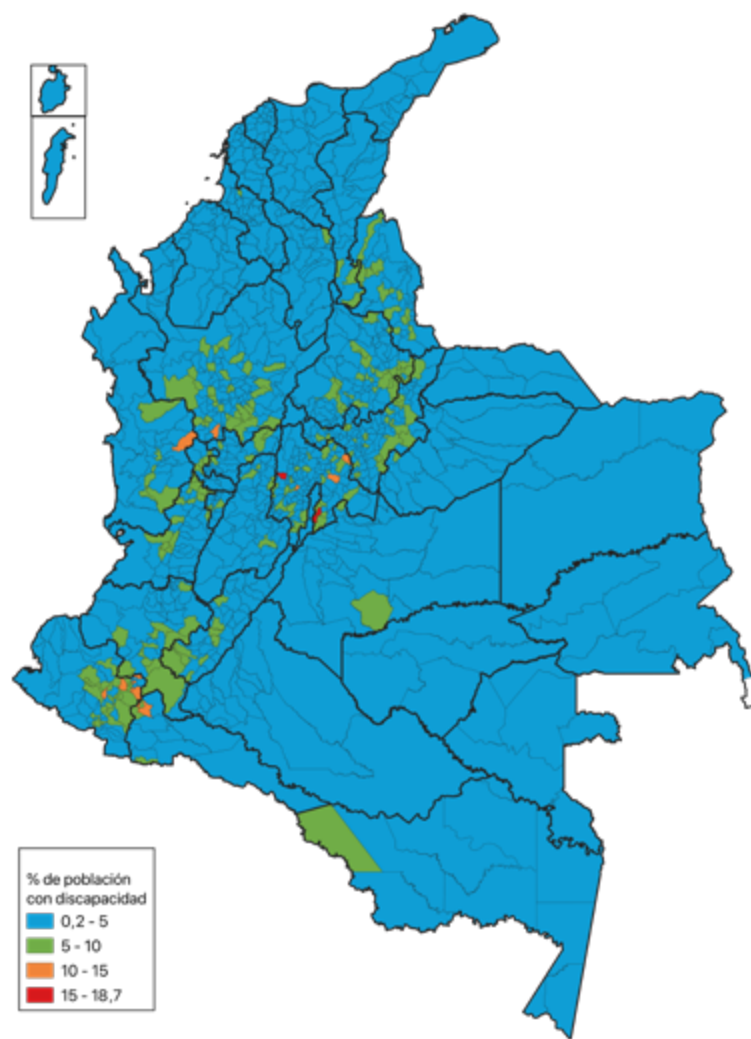 % de población
con discapacidad
0,2 - 5
5 - 10
10 - 15
15 - 18,7